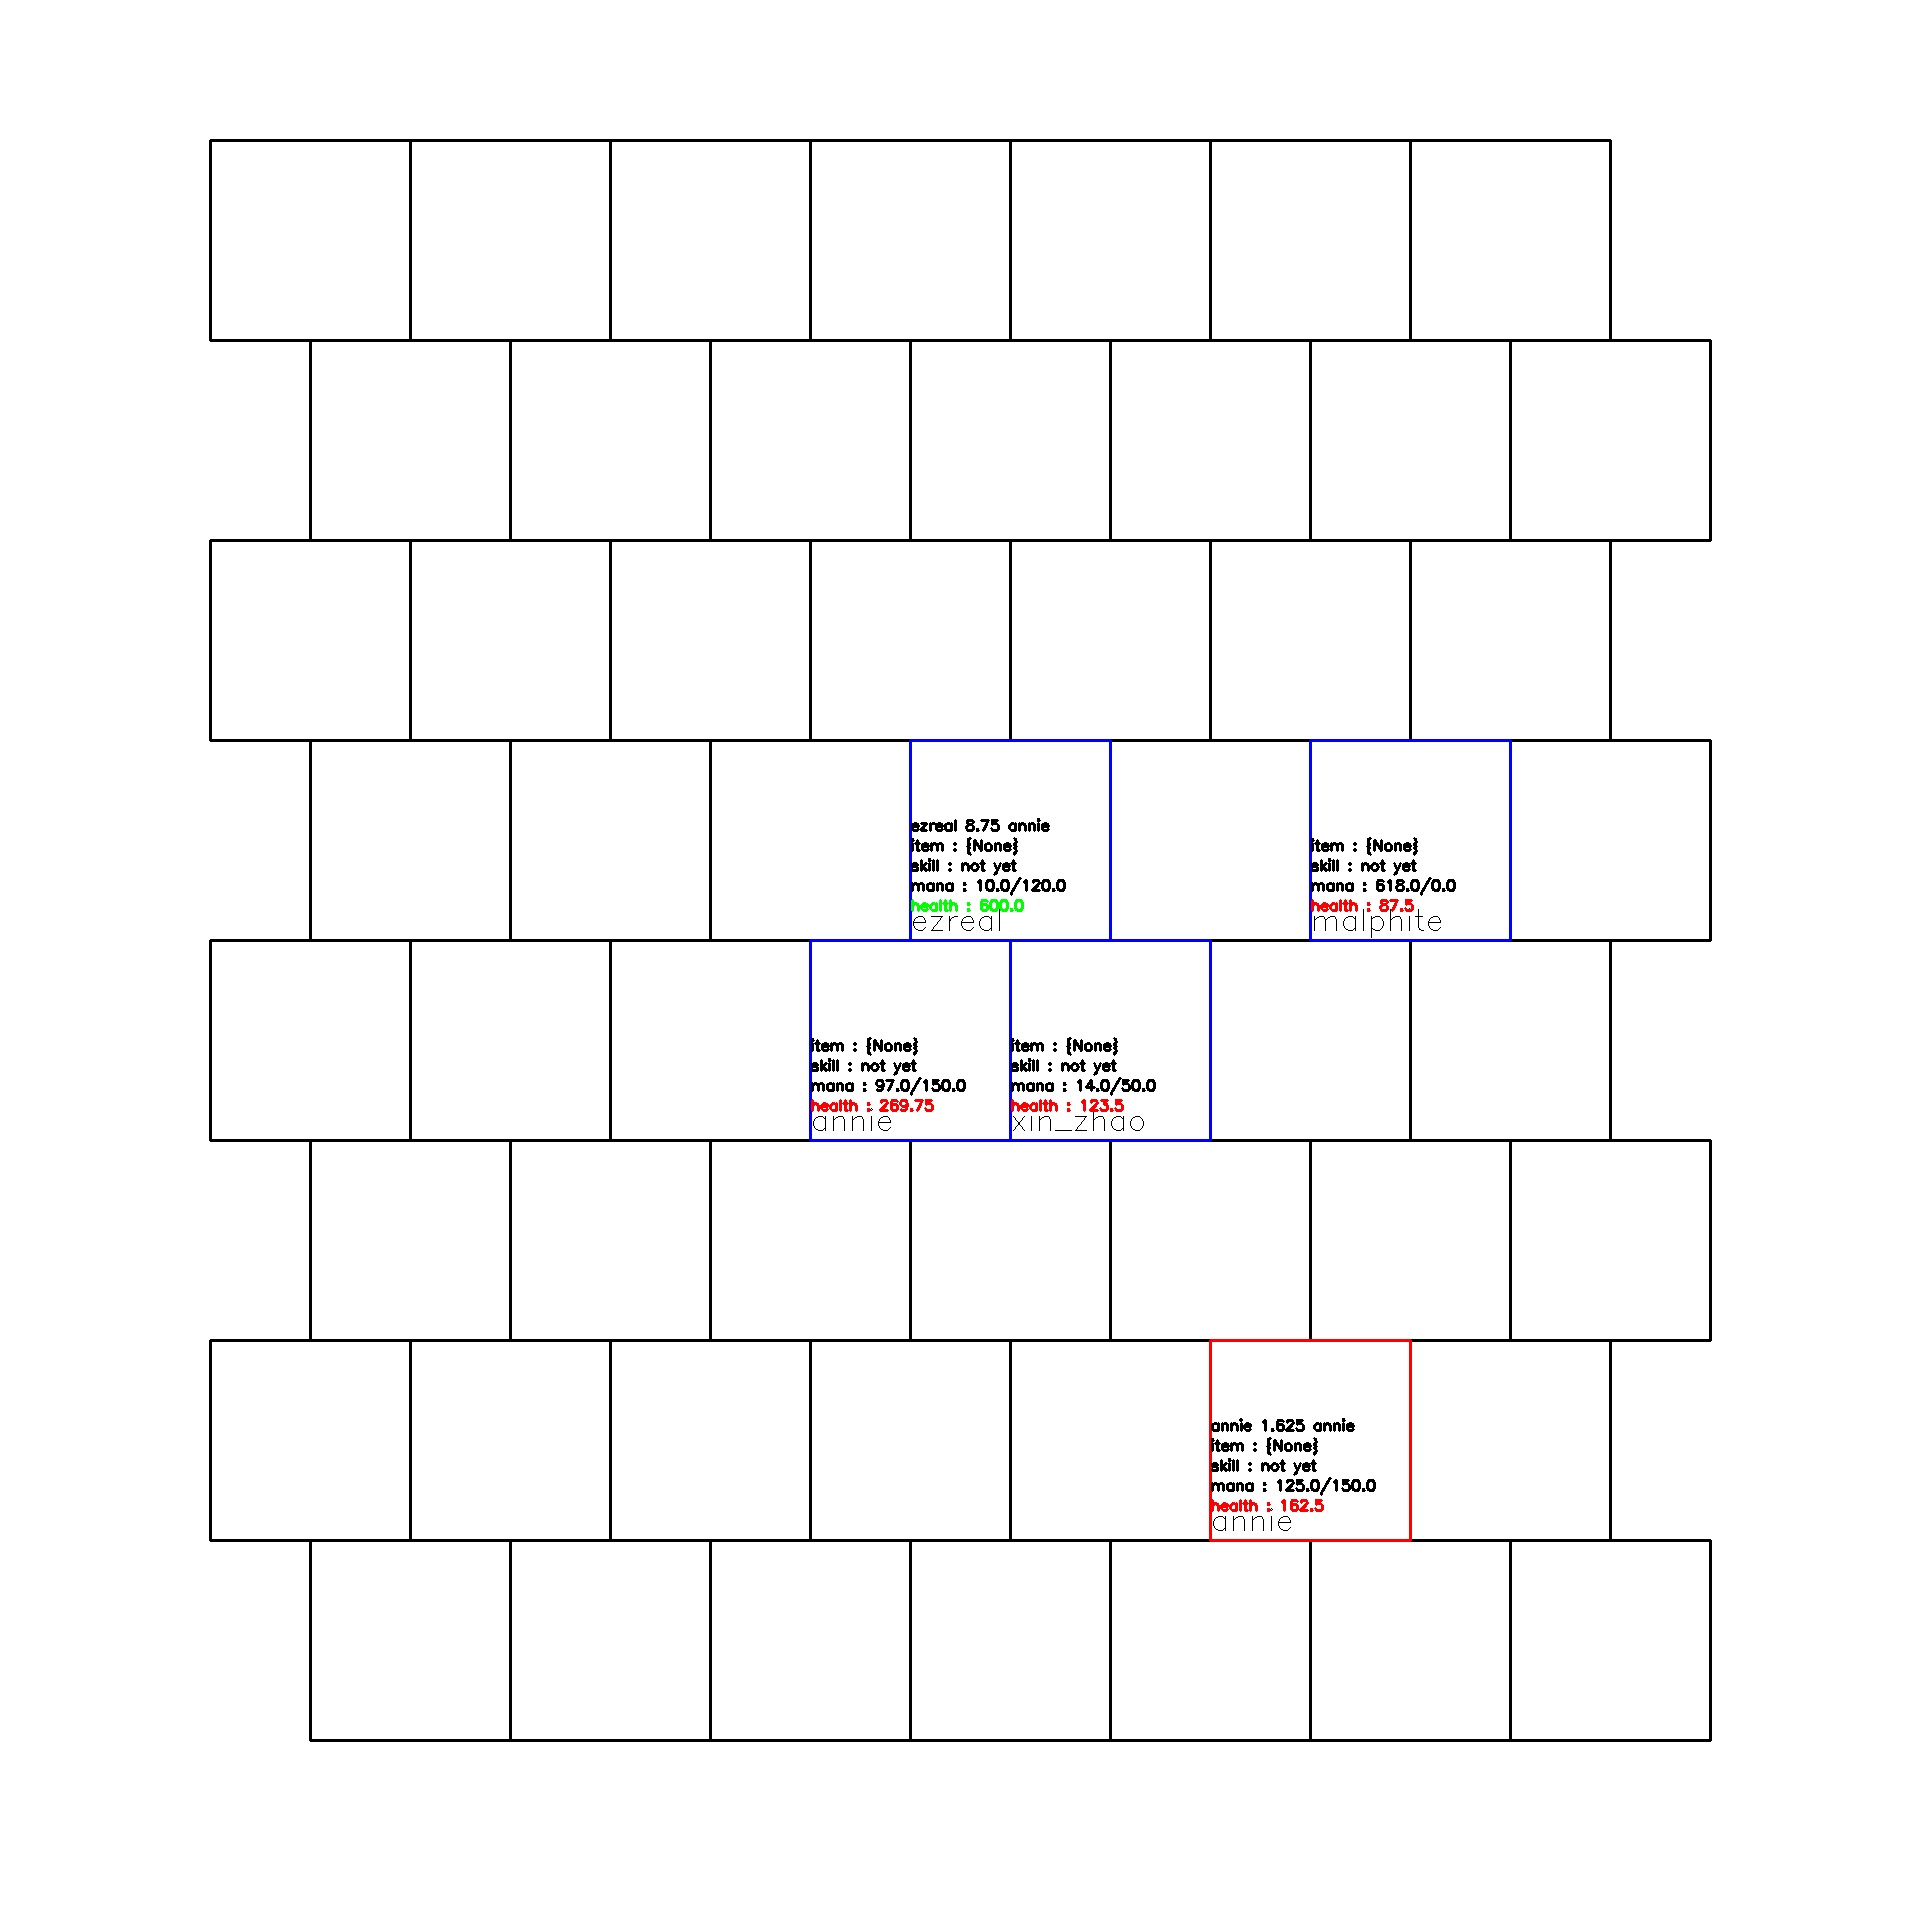 ezreal 8.75 annie
item : {None}
skill : not yet
mana : 10.0/120.0
health : 600.0
ezreal
item : {None}
skill : not yet
mana : 618.0/0.0
health : 87.5
malphite
item : {None}
skill : not yet
mana : 97.0/150.0
health : 269.75
annie
item : {None}
skill : not yet
mana : 14.0/50.0
health : 123.5
xin_zhao
annie 1.625 annie
item : {None}
skill : not yet
mana : 125.0/150.0
health : 162.5
annie